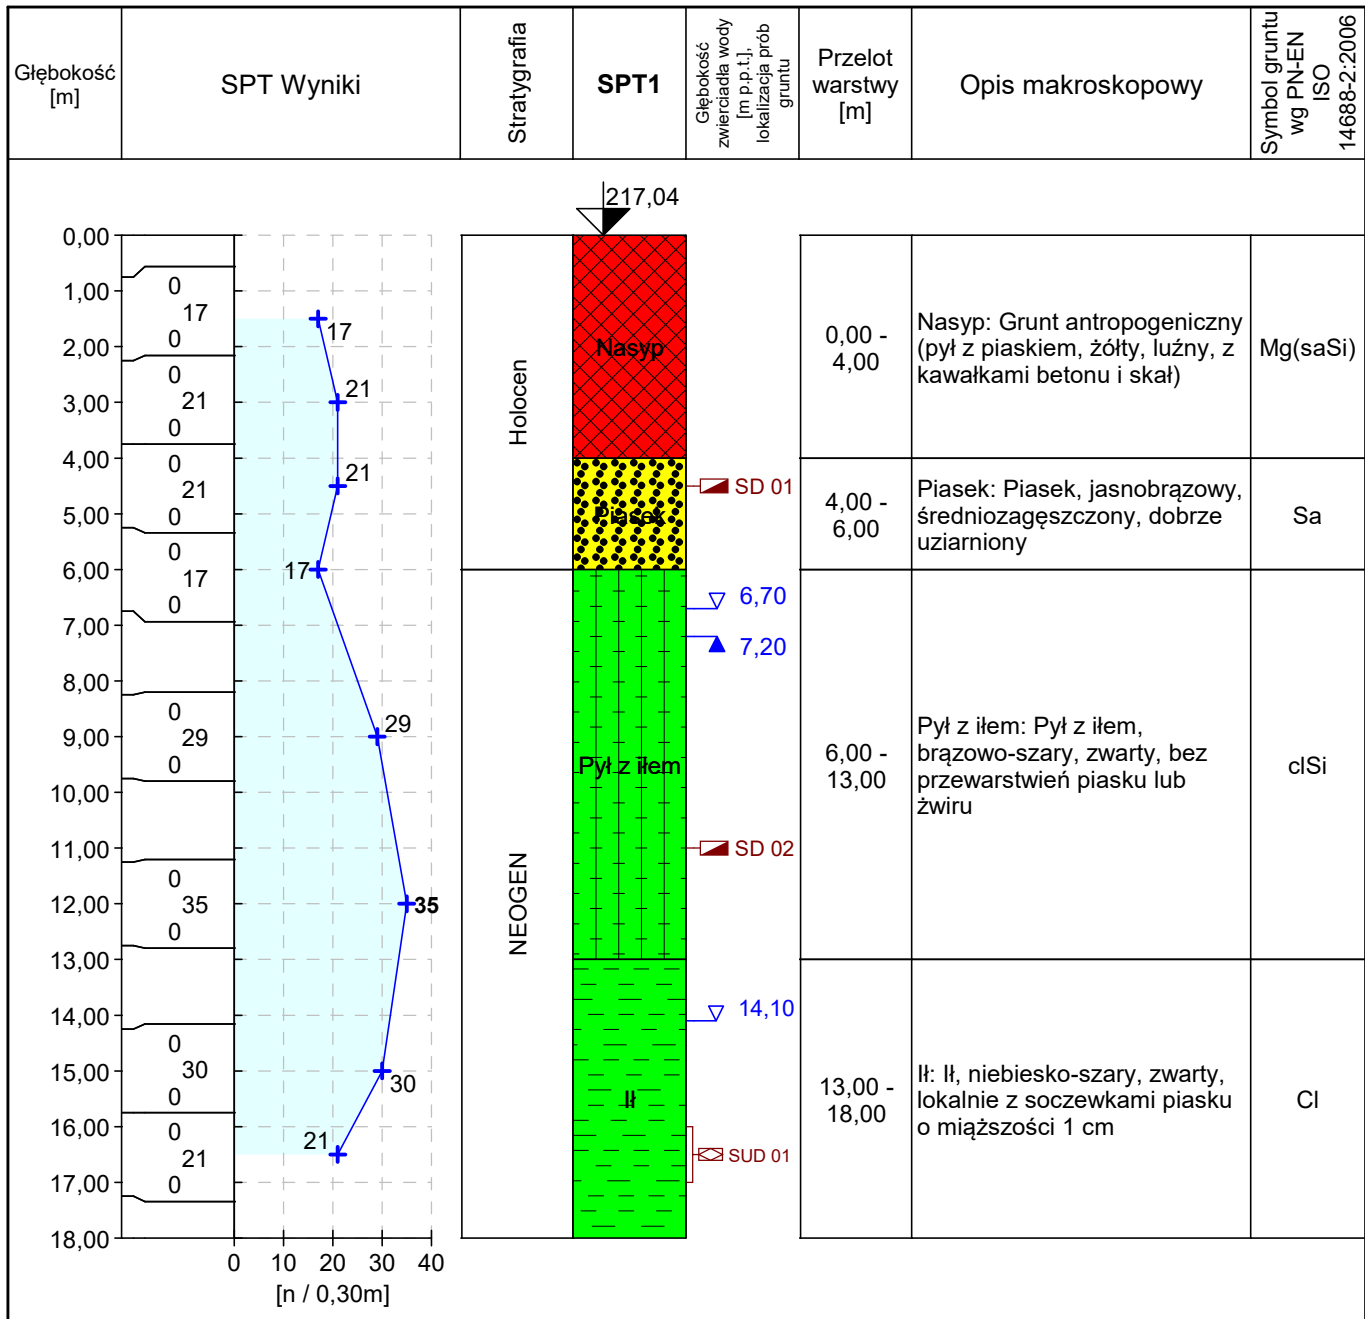 Głębokość
[m]
SPT Wyniki
Stratygrafia
SPT1
Głębokość
zwierciadła wody
[m p.p.t.],
lokalizacja prób
gruntu
Przelot
warstwy
[m]
Opis makroskopowy
Symbol gruntu
wg PN-EN
ISO
14688-2:2006
217,04
0,00
1,00
2,00
3,00
4,00
5,00
6,00
7,00
8,00
9,00
10,00
11,00
12,00
13,00
14,00
15,00
16,00
17,00
18,00
0
17
0
0
21
0
0
21
0
0
17
0
0
29
0
0
35
0
0
30
0
0
21
0
17
21
21
17
29
35
30
21
0 10 20 30 40
[n / 0,30m]
Holocen
NEOGEN
Nasyp
Piasek
Pył z iłem
Ił
SD 01
6,70
7,20
SD 02
14,10
SUD 01
0,00 -
4,00
Nasyp: Grunt antropogeniczny
(pył z piaskiem, żółty, luźny, z
kawałkami betonu i skał)
Mg(saSi)
4,00 -
6,00
Piasek: Piasek, jasnobrązowy,
średniozagęszczony, dobrze
uziarniony
Sa
6,00 -
13,00
Pył z iłem: Pył z iłem,
brązowo-szary, zwarty, bez
przewarstwień piasku lub
żwiru
clSi
13,00 -
18,00
Ił: Ił, niebiesko-szary, zwarty,
lokalnie z soczewkami piasku
o miąższości 1 cm
Cl